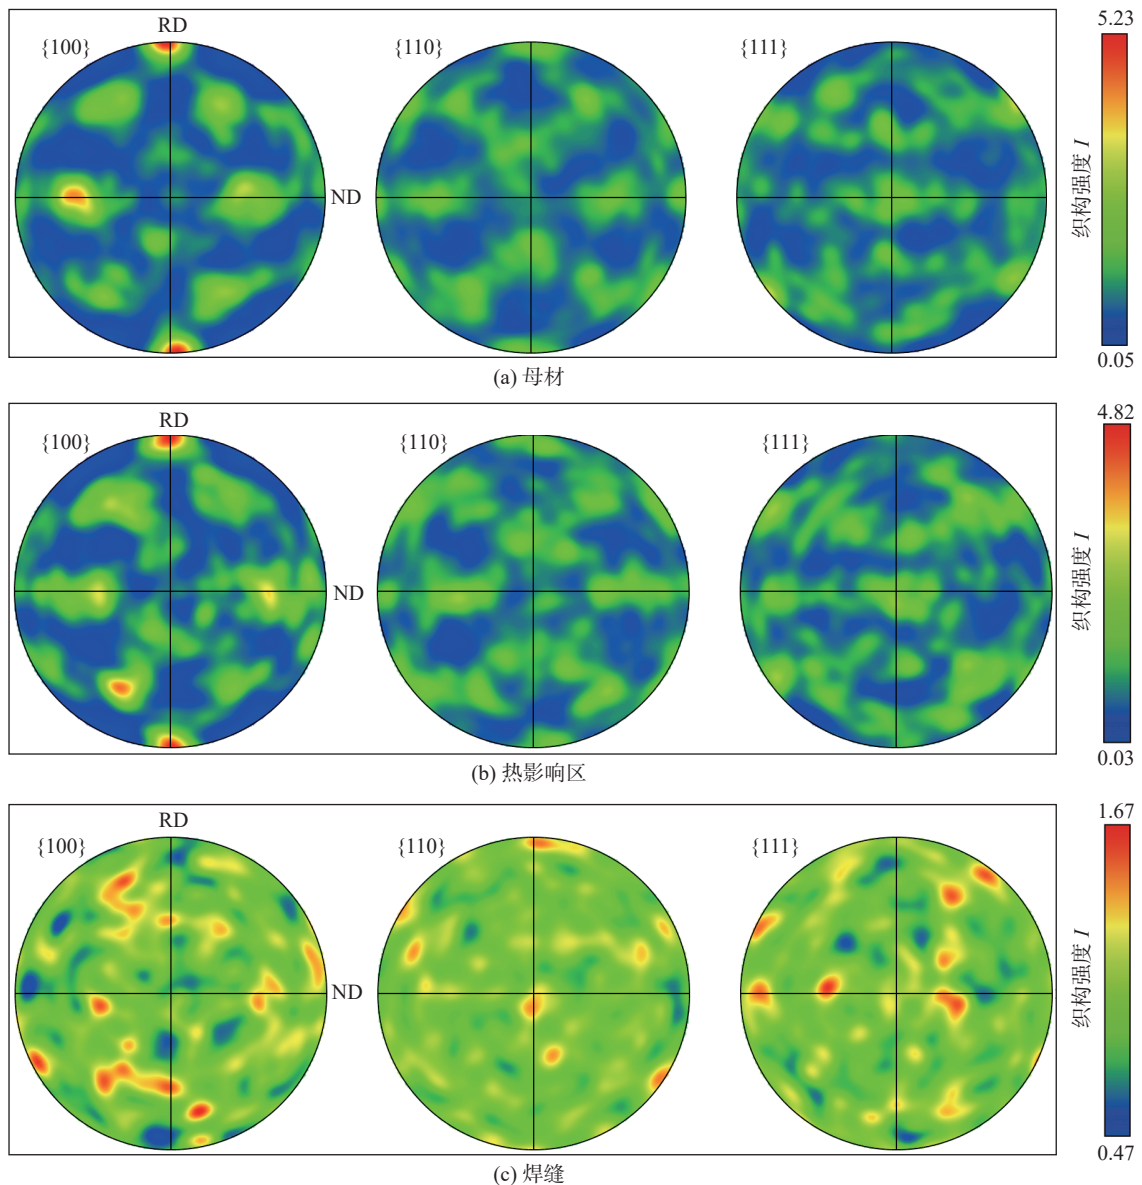 RD
{100} {110} {111}
ND
5.23
织构强度 I
0.05
(a) 母材
RD
{100} {110} {111}
ND
4.82
织构强度 I
0.03
(b) 热影响区
RD
{100} {110} {111}
ND
1.67
织构强度 I
0.47
(c) 焊缝